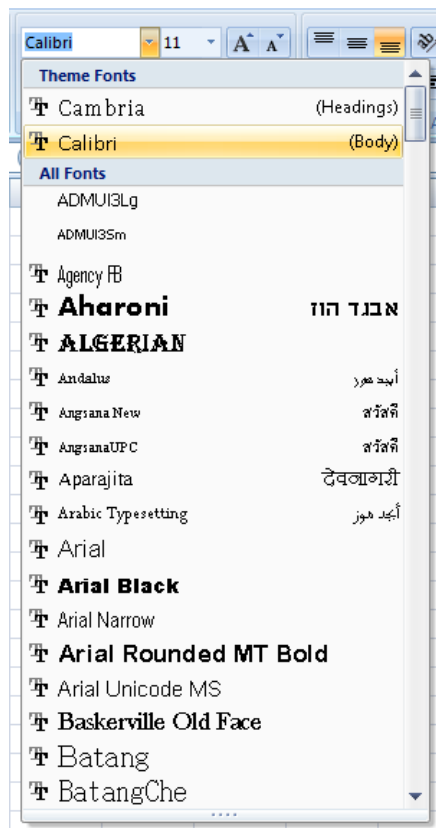 Calibri 11 A A
Theme Fonts
Cambria (Headings)
Calibri (Body)
All Fonts
ADMUI3Lg
ADMUI3Sm
Agency FB
Aharoni אבגד הוז
ALGERIAN
Andalus أبجد هوز
Angsana New สวัสดี
AngsanaUPC สวัสดี
Aparajita देवनागरी
Arabic Typesetting أبجد هوز
Arial
Arial Black
Arial Narrow
Arial Rounded MT Bold
Arial Unicode MS
Baskerville Old Face
Batang
BatangChe